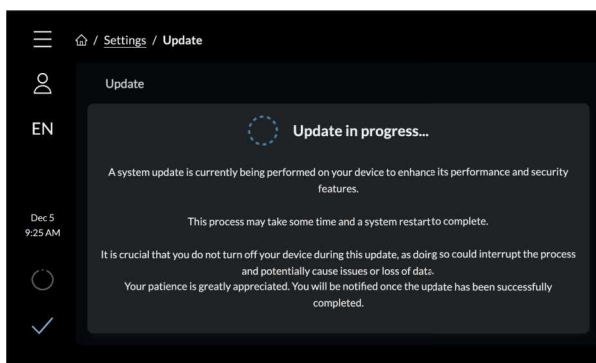 / Settings / Update
Update
EN
Update in progress...
A system update is currently being performed on your device to enhance its performance and security
features.
This process may take some time and a system restart to complete.
Dec 5
9:25 AM
It is crucial that you do not turn off your device during this update, as doing so could interrupt the process
and potentially cause issues or loss of data.
Your patience is greatly appreciated. You will be notified once the update has been successfully
completed.